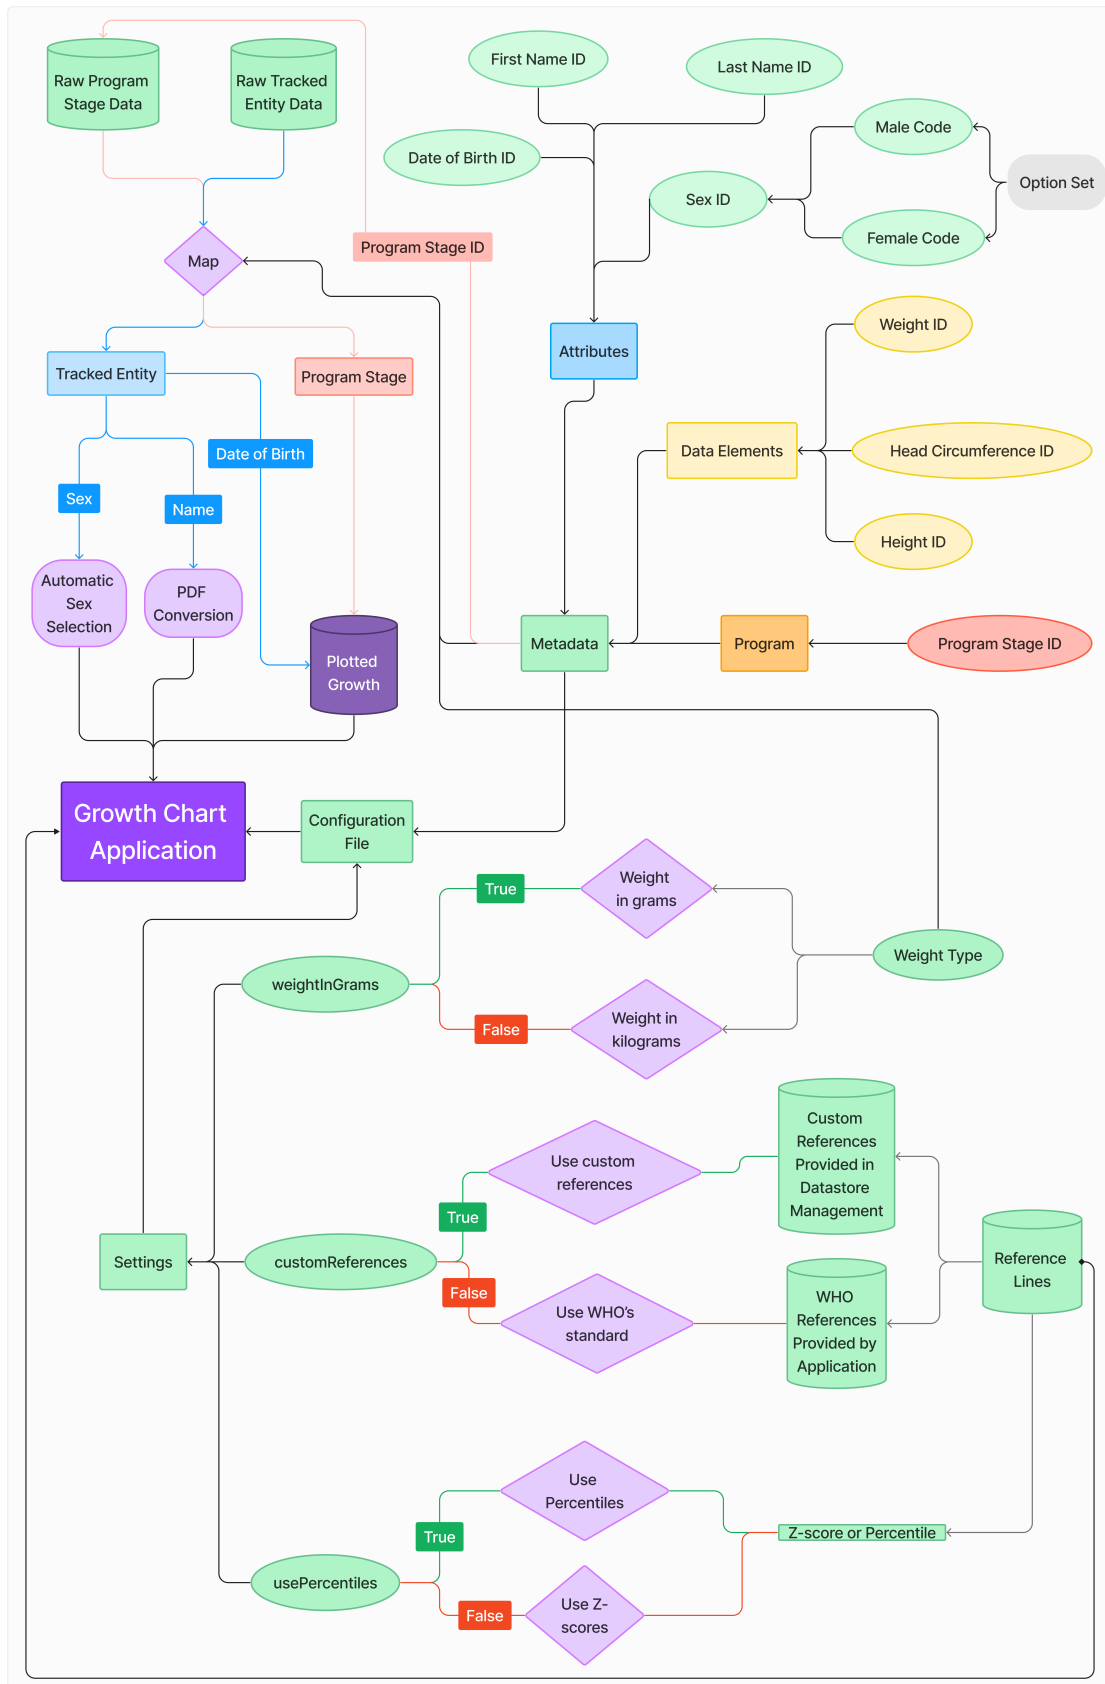 Raw Program
Stage Data
Raw Tracked
Entity Data
First Name ID
Last Name ID
Date of Birth ID
Male Code
Option Set
Sex ID
Female Code
Program Stage ID
Map
Weight ID
Attributes
Tracked Entity
Program Stage
Date of Birth
Data Elements
Head Circumference ID
Sex
Name
Height ID
Automatic
Sex
Selection
PDF
Conversion
Plotted
Growth
Metadata
Program
Program Stage ID
Growth Chart
Application
Configuration
File
True
Weight
in grams
Weight Type
weightInGrams
False
Weight in
kilograms
Custom
References
Provided in
Datastore
Management
Use custom
references
True
Settings
customReferences
False
Reference
Lines
Use WHO's
standard
WHO
References
Provided by
Application
Use
Percentiles
True
Z-score or Percentile
usePercentiles
False
Use Z-
scores